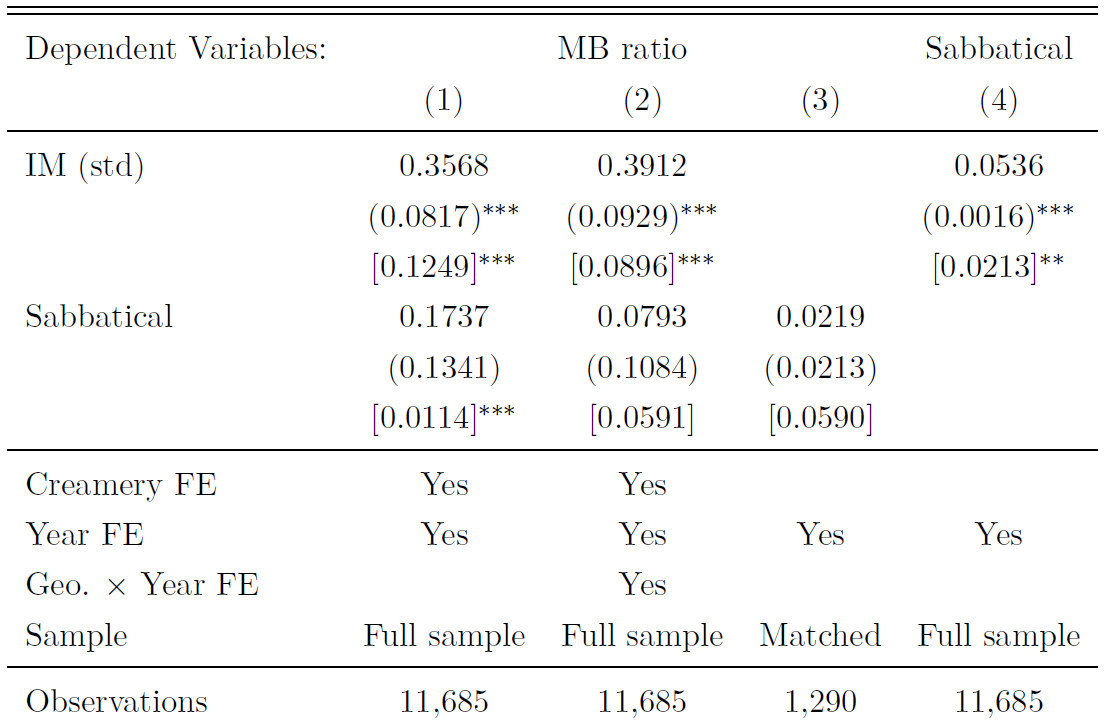 Dependent Variables: MB ratio Sabbatical
(1) (2) (3) (4)
IM (std) 0.3568 0.3912 0.0536
(0.0817)*** (0.0929)*** (0.0016)***
[0.1249]*** [0.0896]*** [0.0213]**
Sabbatical 0.1737 0.0793 0.0219
(0.1341) (0.1084) (0.0213)
[0.0114]*** [0.0591] [0.0590]
Creamery FE Yes Yes
Year FE Yes Yes Yes Yes
Geo. × Year FE Yes
Sample Full sample Full sample Matched Full sample
Observations 11,685 11,685 1,290 11,685